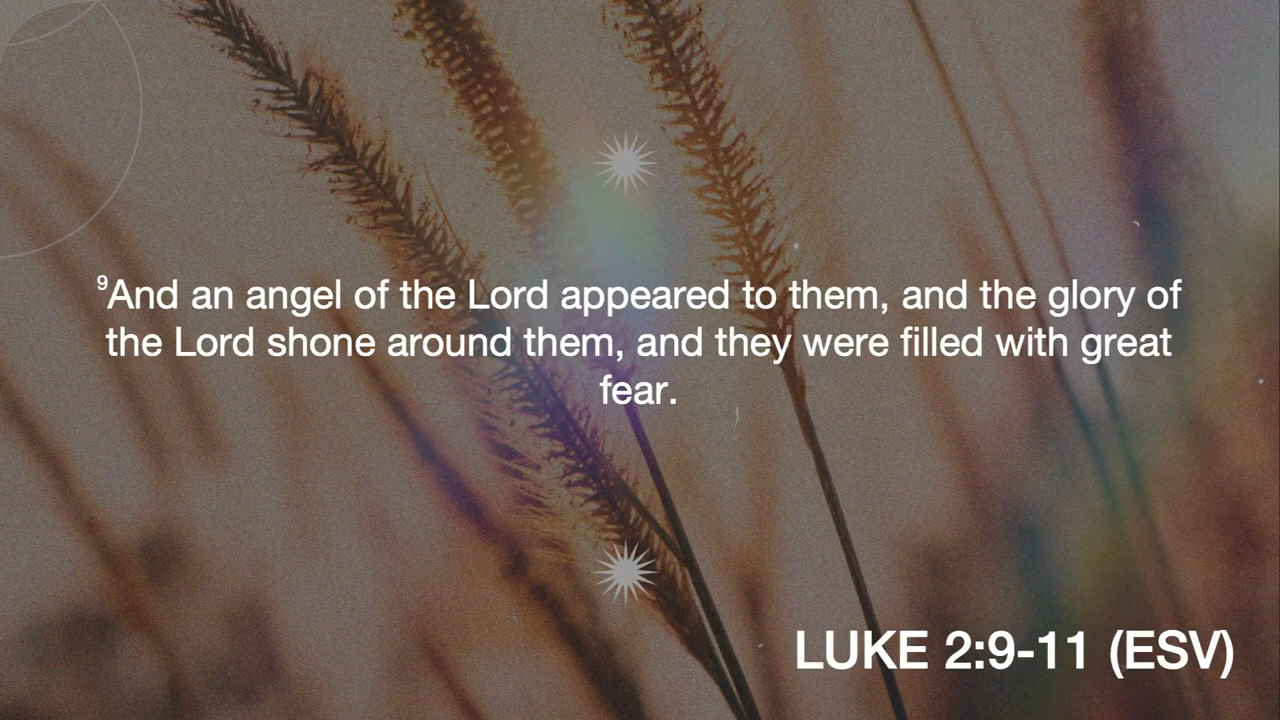 ⁹And an angel of the Lord appeared to them, and the glory of
the Lord shone around them, and they were filled with great
fear.
LUKE 2:9-11 (ESV)